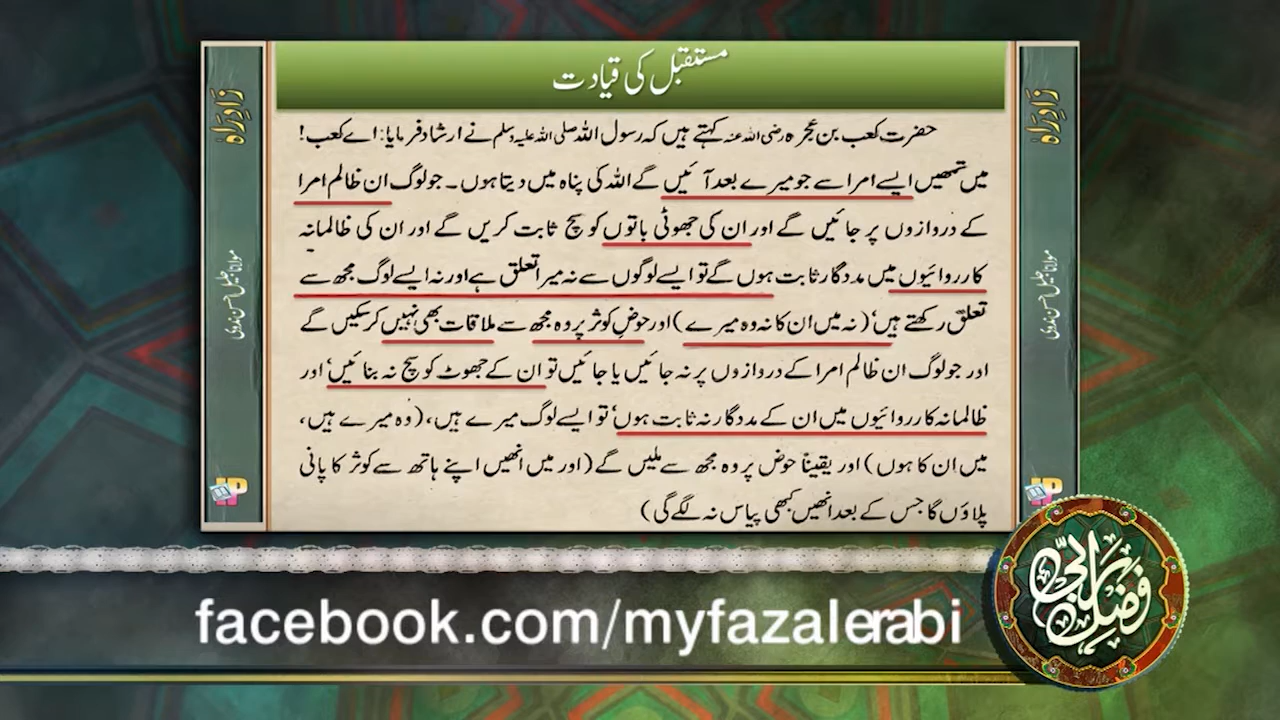 مستقبل کی قیادت
حضرت کعب بن عجرہ رضی اللہ عنہ کہتے ہیں کہ رسول اللہ صلی اللہ علیہ وسلم نے ارشاد فرمایا: اے کعب!
میں تمھیں ایسے امرا سے جو میرے بعد آئیں گے اللہ کی پناہ میں دیتا ہوں۔ جو لوگ ان ظالم امرا
کے دروازوں پر جائیں گے اور ان کی جھوٹی باتوں کو سچ ثابت کریں گے اور ان کی ظالمانہ
کارروائیوں میں مددگار ثابت ہوں گے تو ایسے لوگوں سے نہ میرا تعلق ہے اور نہ ایسے لوگ مجھ سے
تعلق رکھتے ہیں‘ (نہ میں ان کا نہ وہ میرے) اور حوضِ کوثر پر وہ مجھ سے ملاقات بھی نہیں کرسکیں گے
اور جو لوگ ان ظالم امرا کے دروازوں پر نہ جائیں یا جائیں تو ان کے جھوٹ کو سچ نہ بنائیں‘ اور
ظالمانہ کارروائیوں میں ان کے مددگار نہ ثابت ہوں‘ تو ایسے لوگ میرے ہیں، (وہ میرے ہیں،
میں ان کا ہوں) اور یقیناً حوض پر وہ مجھ سے ملیں گے (اور میں انھیں اپنے ہاتھ سے کوثر کا پانی
پلاؤں گا جس کے بعد انھیں کبھی پیاس نہ لگے گی)
زادِراہ
مولانا جلیل احسن ندوی
زادِراہ
مولانا جلیل احسن ندوی
facebook.com/myfazalerabi
فضل ربی